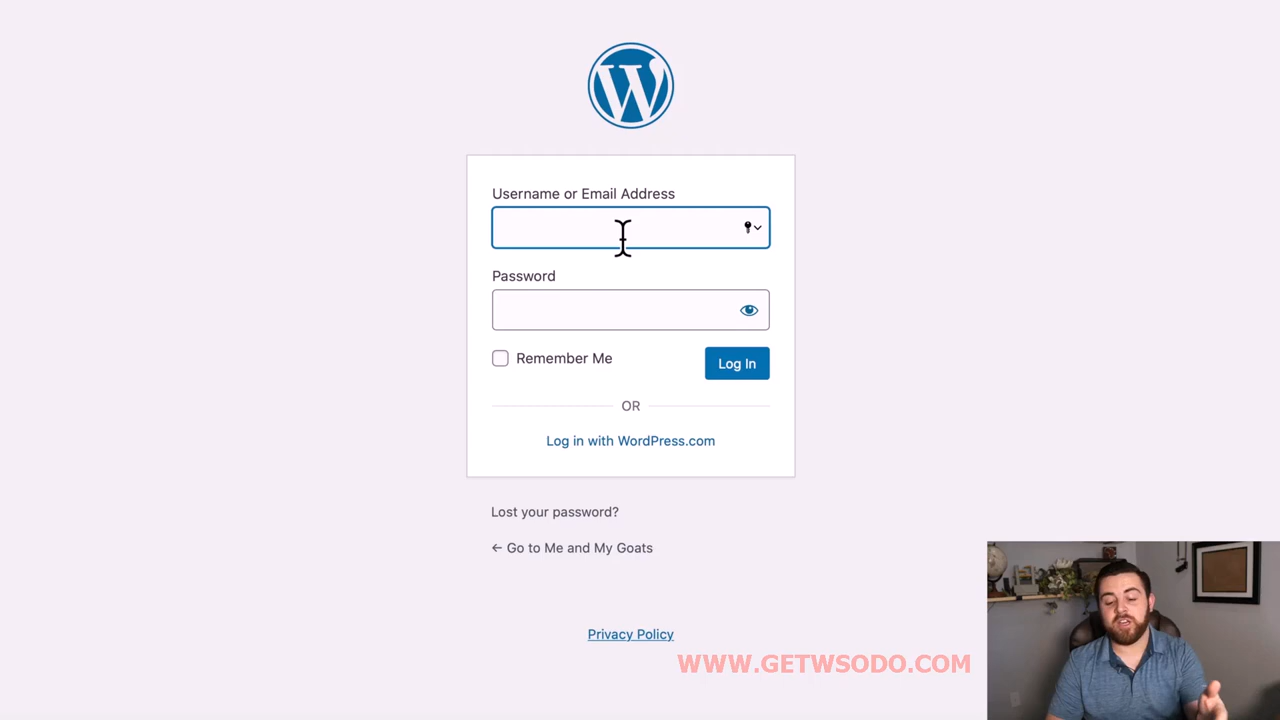 Username or Email Address
Password
Remember Me
Log In
OR
Log in with WordPress.com
Lost your password?
← Go to Me and My Goats
Privacy Policy
WWW.GETWSODO.COM